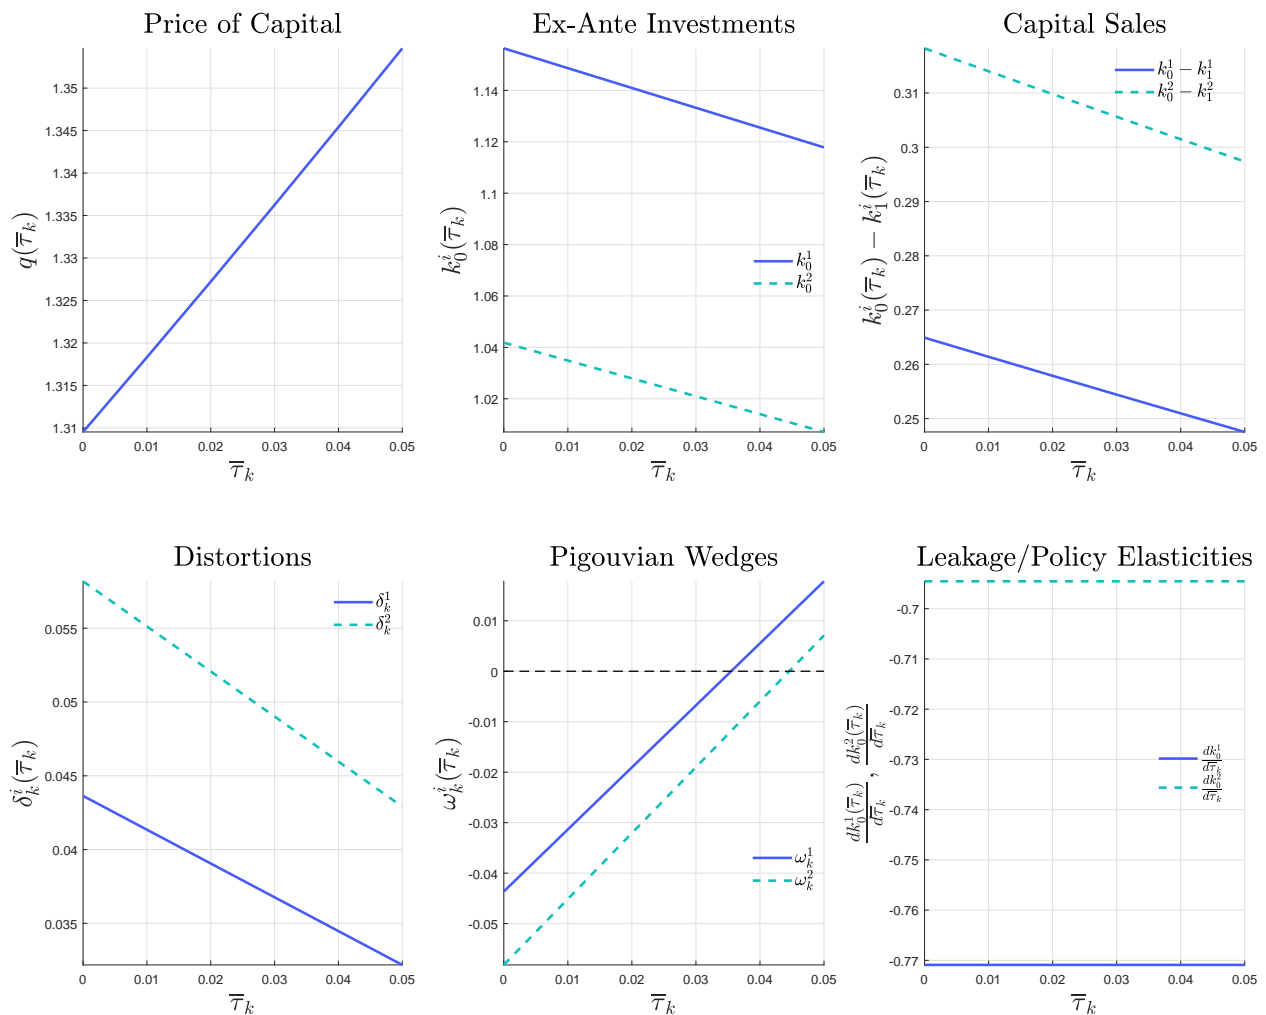 Price of Capital
q(τ̄_k)
1.35
1.345
1.34
1.335
1.33
1.325
1.32
1.315
1.31
0 0.01 0.02 0.03 0.04 0.05
τ̄_k
Ex-Ante Investments
k_0^i(τ̄_k)
1.14
1.12
1.1
1.08
1.06
1.04
1.02
k_0^1
k_0^2
0 0.01 0.02 0.03 0.04 0.05
τ̄_k
Capital Sales
k_0^i(τ̄_k) − k_1^i(τ̄_k)
0.31
0.3
0.29
0.28
0.27
0.26
0.25
k_0^1 − k_1^1
k_0^2 − k_1^2
0 0.01 0.02 0.03 0.04 0.05
τ̄_k
Distortions
δ_k^i(τ̄_k)
0.055
0.05
0.045
0.04
0.035
δ_k^1
δ_k^2
0 0.01 0.02 0.03 0.04 0.05
τ̄_k
Pigouvian Wedges
ω_k^i(τ̄_k)
0.01
0
-0.01
-0.02
-0.03
-0.04
-0.05
ω_k^1
ω_k^2
0 0.01 0.02 0.03 0.04 0.05
τ̄_k
Leakage/Policy Elasticities
dk_0^1(τ̄_k)/dτ̄_k, dk_0^2(τ̄_k)/dτ̄_k
-0.7
-0.71
-0.72
-0.73
-0.74
-0.75
-0.76
-0.77
dk_0^1/dτ̄_k
dk_0^2/dτ̄_k
0 0.01 0.02 0.03 0.04 0.05
τ̄_k